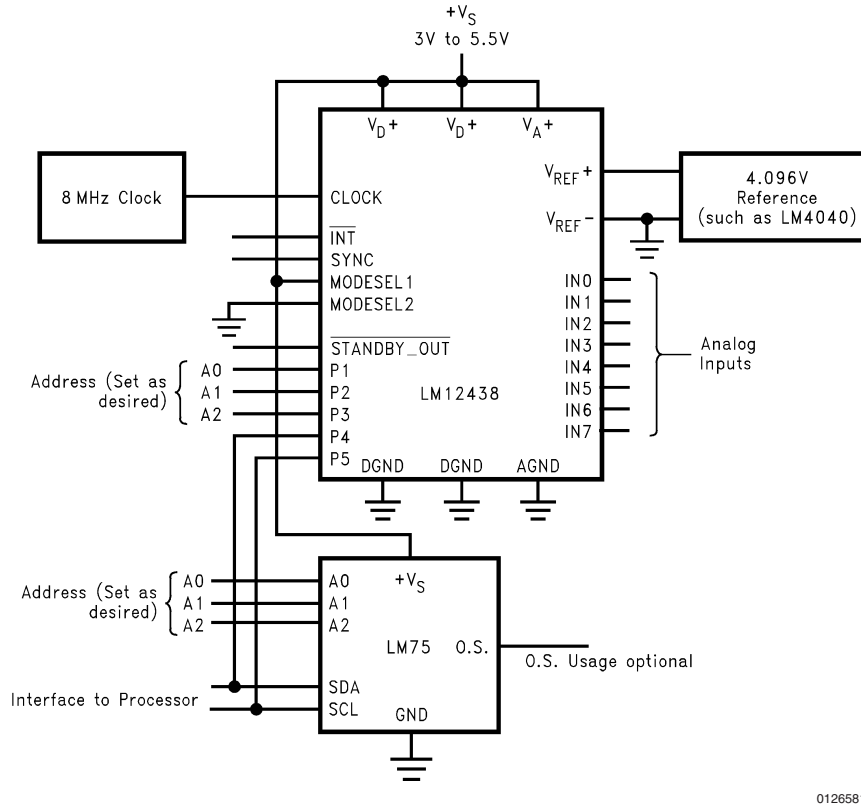 +VS
3V to 5.5V
VD+
VD+
VA+
8 MHz Clock
CLOCK
INT
SYNC
MODESEL1
MODESEL2
STANDBY_OUT
Address (Set as
desired)
A0
A1
A2
P1
P2
P3
P4
P5
LM12438
VREF+
VREF-
4.096V
Reference
(such as LM4040)
IN0
IN1
IN2
IN3
IN4
IN5
IN6
IN7
Analog
Inputs
DGND
DGND
AGND
Address (Set as
desired)
A0
A1
A2
A0
A1
A2
+VS
LM75
O.S.
O.S. Usage optional
Interface to Processor
SDA
SCL
GND
012658